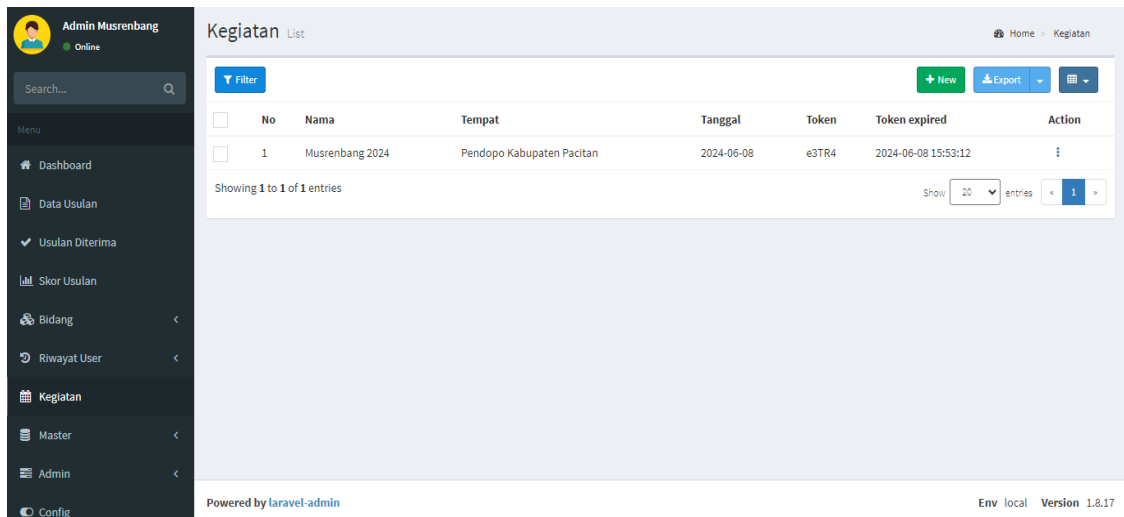 Admin Musrenbang
Online
Search...
Menu
Dashboard
Data Usulan
Usulan Diterima
Skor Usulan
Bidang
Riwayat User
Kegiatan
Master
Admin
Config
Kegiatan List
Home > Kegiatan
Filter
New Export
No Nama Tempat Tanggal Token Token expired Action
1 Musrenbang 2024 Pendopo Kabupaten Pacitan 2024-06-08 e3TR4 2024-06-08 15:53:12
Showing 1 to 1 of 1 entries
Show 20 entries « 1 »
Powered by laravel-admin
Env local Version 1.8.17